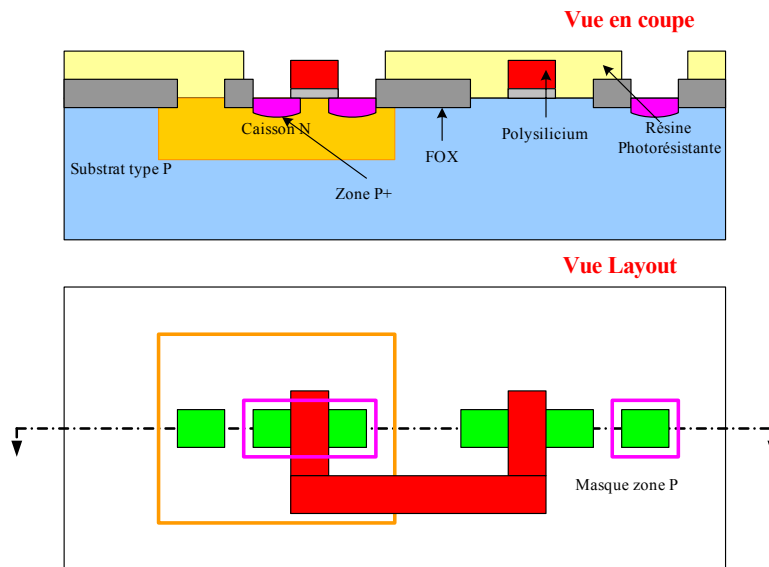 Vue en coupe
Caisson N
Polysilicium
Résine
Photorésistante
FOX
Substrat type P
Zone P+
Vue Layout
Masque zone P